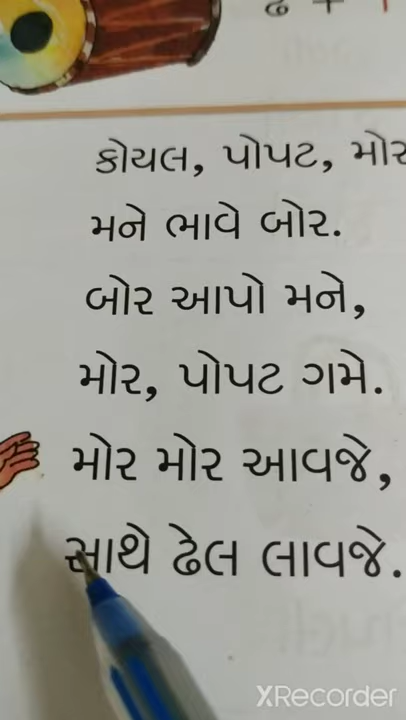 ઢ +
કોયલ, પોપટ, મોર
મને ભાવે બોર.
બોર આપો મને,
મોર, પોપટ ગમે.
મોર મોર આવજે,
સાથે ઢેલ લાવજે.
XRecorder